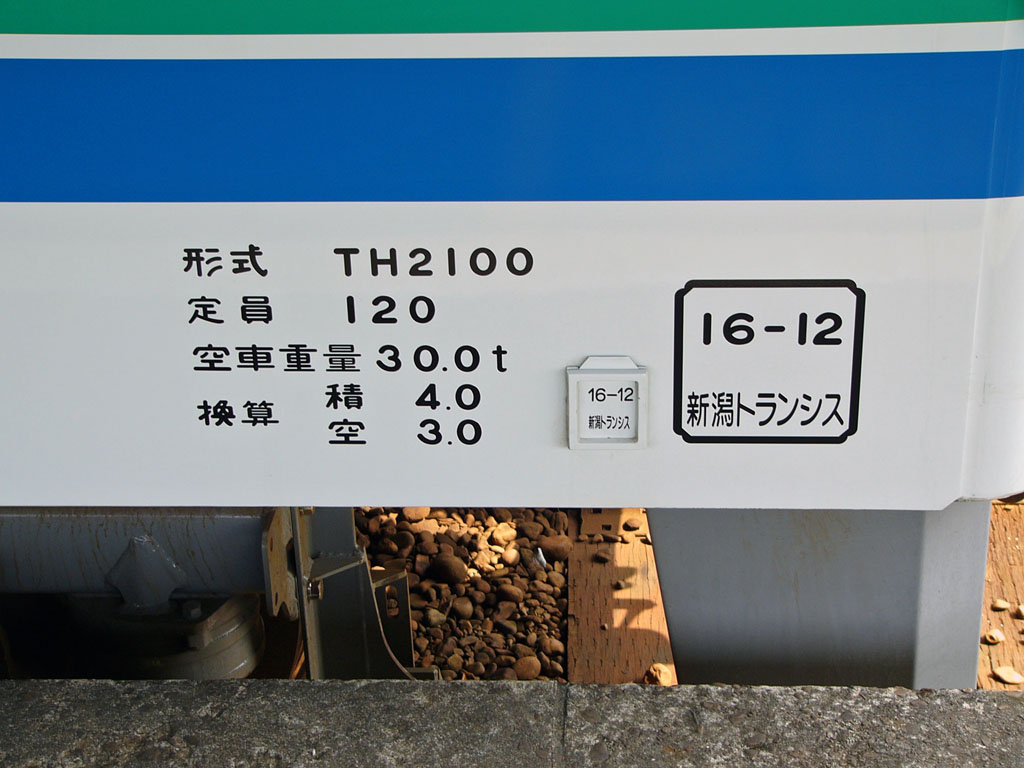 形式 TH2100
定員 120
空車重量 30.0t
換算 積 4.0
空 3.0
16-12
新潟トランシス
16-12
新潟トランシス